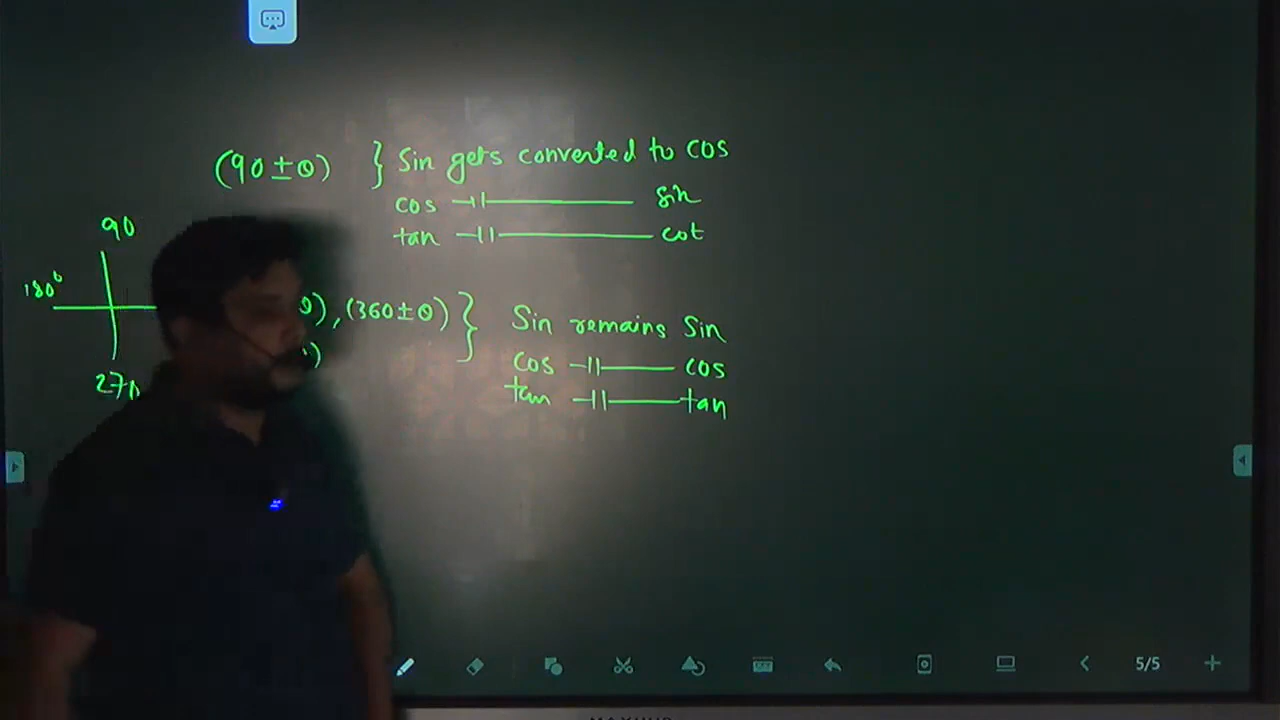 (90±θ) } Sin gets converted to cos
cos —||— sin
tan —||— cot
90
180°
270
, (360±θ) } Sin remains Sin
cos —||— cos
tan —||— tan
5/5